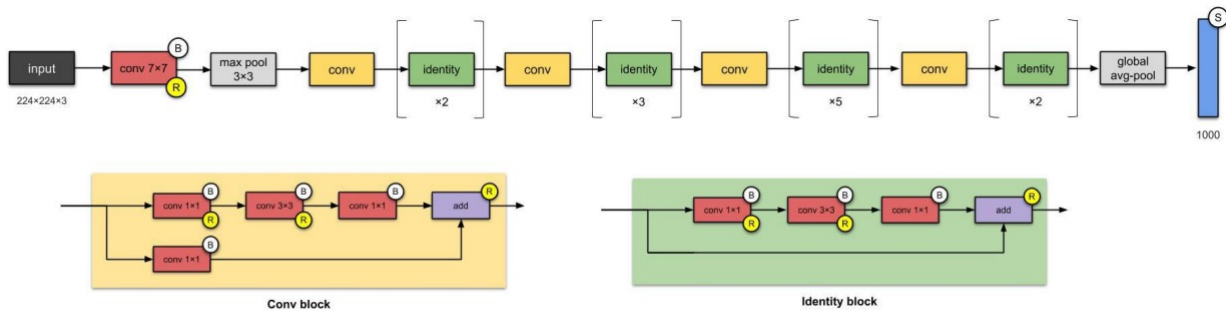 input
224×224×3
B
conv 7×7
R
max pool
3×3
conv
identity
×2
conv
identity
×3
conv
identity
×5
conv
identity
×2
global
avg-pool
S
1000
B
conv 1×1
R
B
conv 3×3
R
B
conv 1×1
R
add
B
conv 1×1
Conv block
B
conv 1×1
R
B
conv 3×3
R
B
conv 1×1
R
add
Identity block